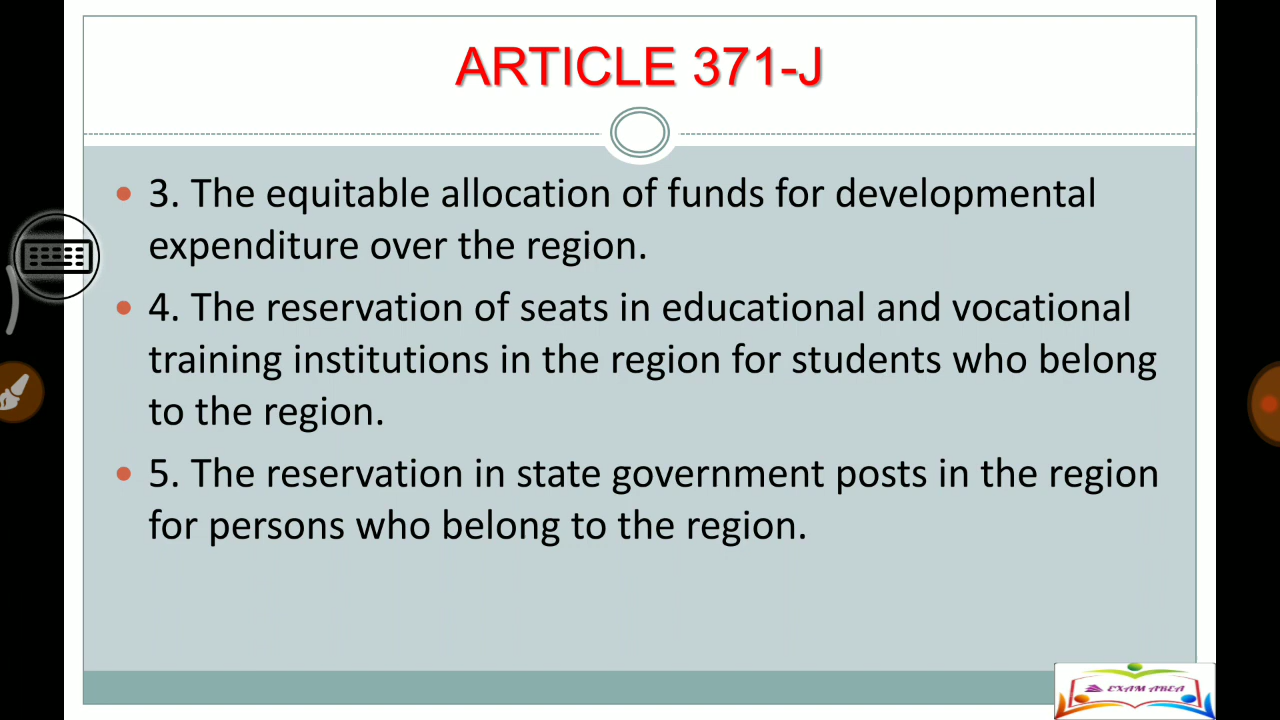 ARTICLE 371-J
3. The equitable allocation of funds for developmental
expenditure over the region.
4. The reservation of seats in educational and vocational
training institutions in the region for students who belong
to the region.
5. The reservation in state government posts in the region
for persons who belong to the region.
EXAM AREA